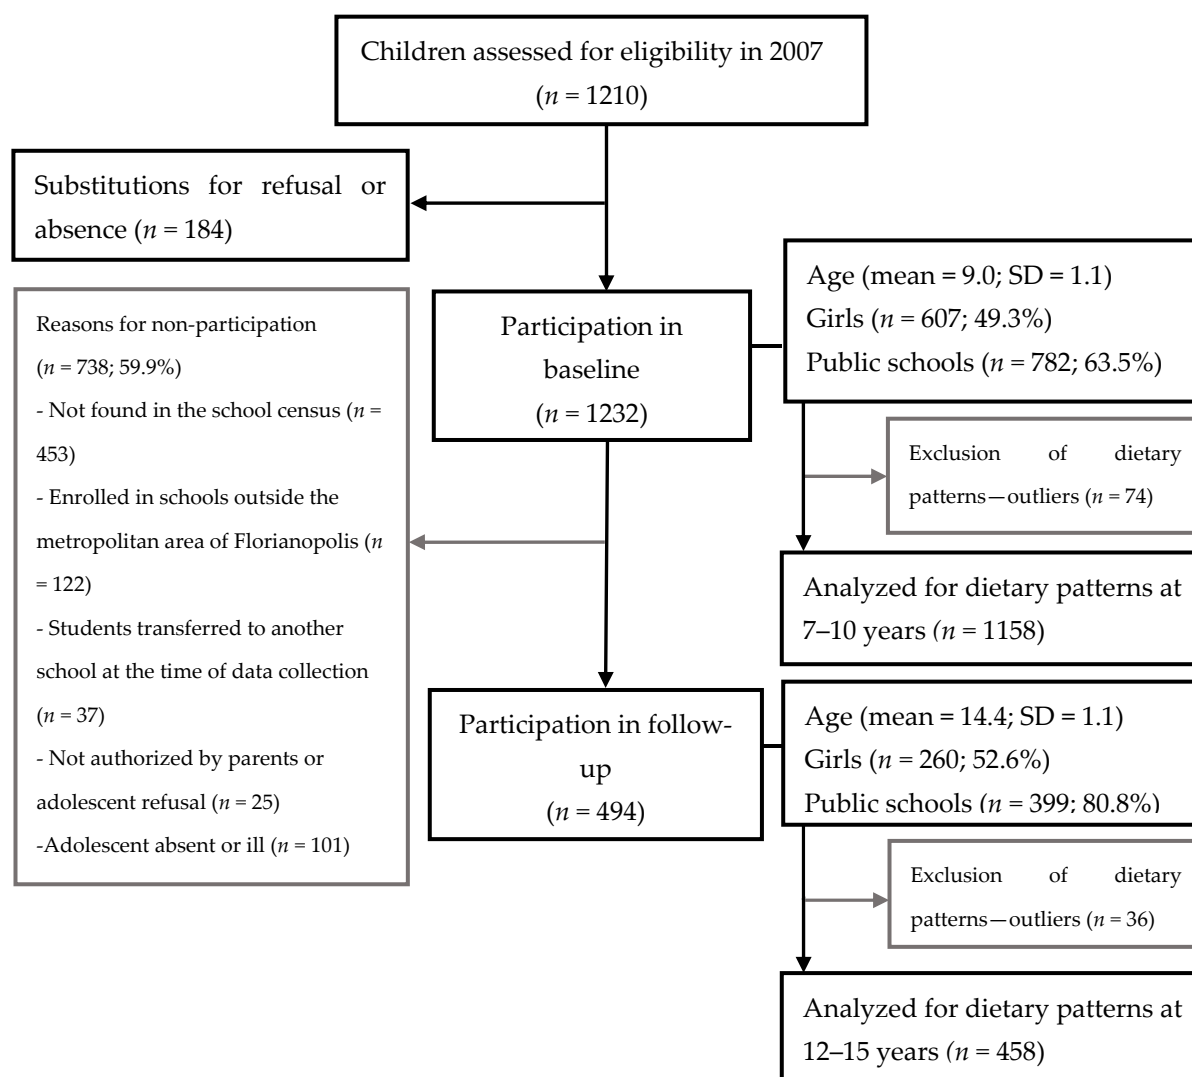 Children assessed for eligibility in 2007
(n = 1210)
Substitutions for refusal or
absence (n = 184)
Participation in
baseline
(n = 1232)
Age (mean = 9.0; SD = 1.1)
Girls (n = 607; 49.3%)
Public schools (n = 782; 63.5%)
Exclusion of dietary
patterns—outliers (n = 74)
Analyzed for dietary patterns at
7–10 years (n = 1158)
Reasons for non-participation
(n = 738; 59.9%)
- Not found in the school census (n =
453)
- Enrolled in schools outside the
metropolitan area of Florianopolis (n
= 122)
- Students transferred to another
school at the time of data collection
(n = 37)
- Not authorized by parents or
adolescent refusal (n = 25)
-Adolescent absent or ill (n = 101)
Participation in follow-
up
(n = 494)
Age (mean = 14.4; SD = 1.1)
Girls (n = 260; 52.6%)
Public schools (n = 399; 80.8%)
Exclusion of dietary
patterns—outliers (n = 36)
Analyzed for dietary patterns at
12–15 years (n = 458)